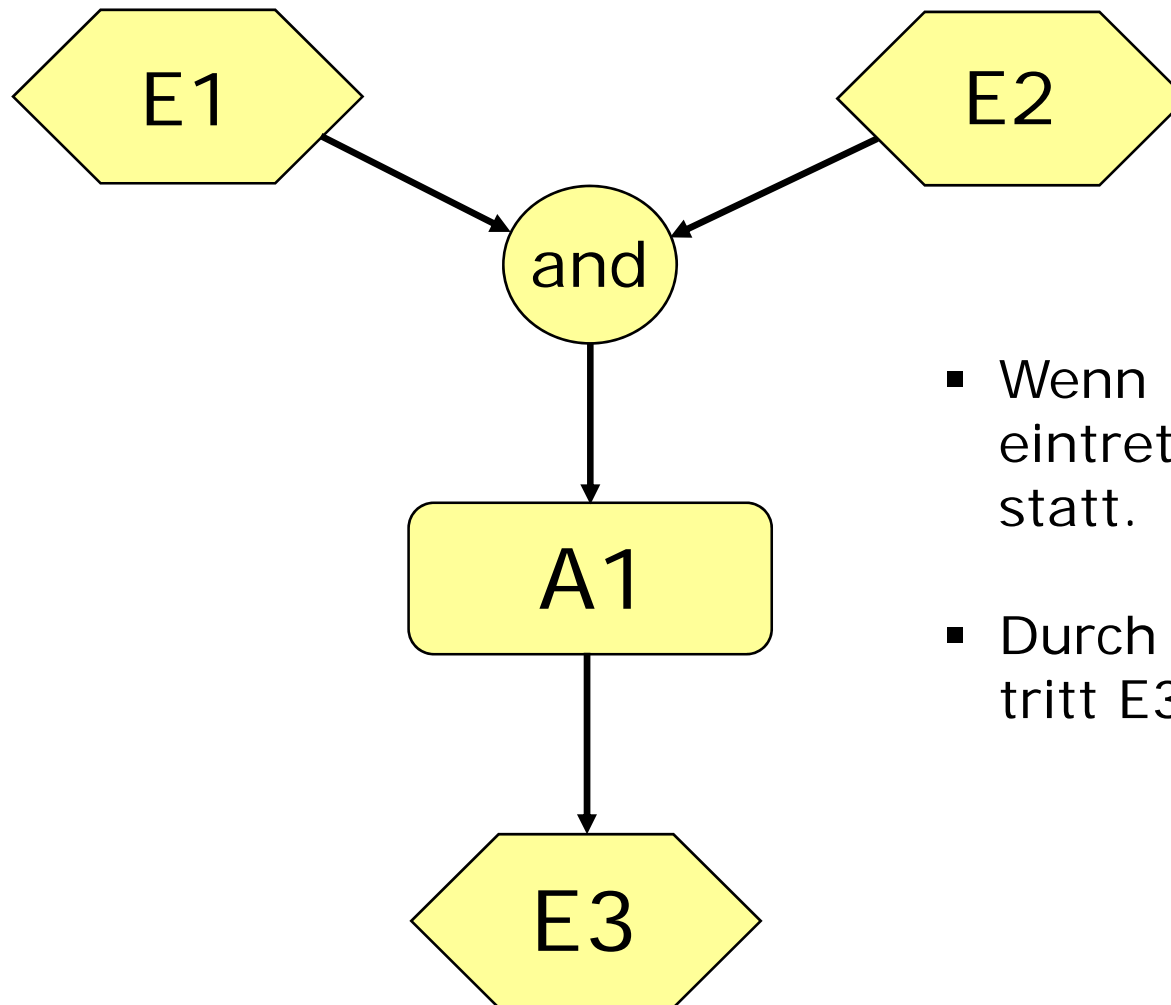 E1
E2
and
▪ Wenn
eintret
statt.
A1
▪ Durch
tritt E3
E3